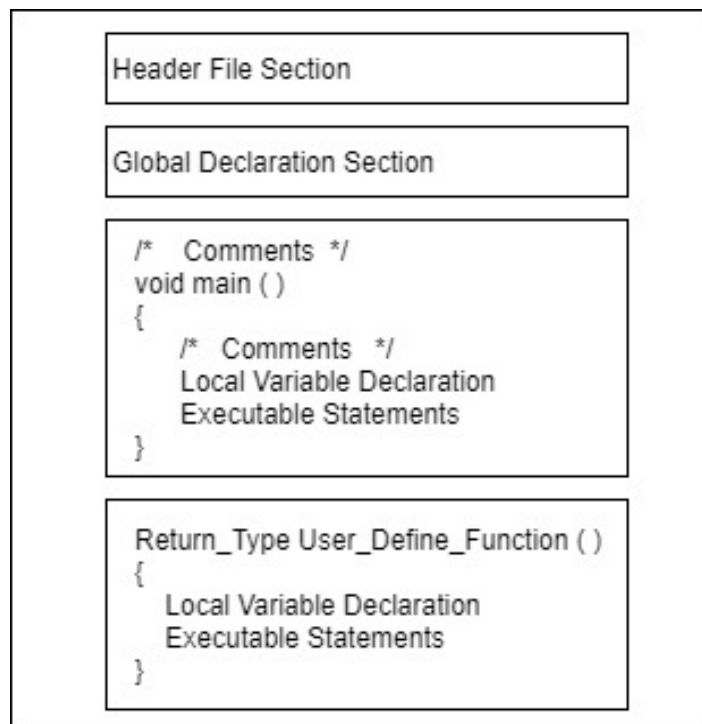 Header File Section
Global Declaration Section
/* Comments */
void main ( )
{
/* Comments */
Local Variable Declaration
Executable Statements
}
Return_Type User_Define_Function ( )
{
Local Variable Declaration
Executable Statements
}